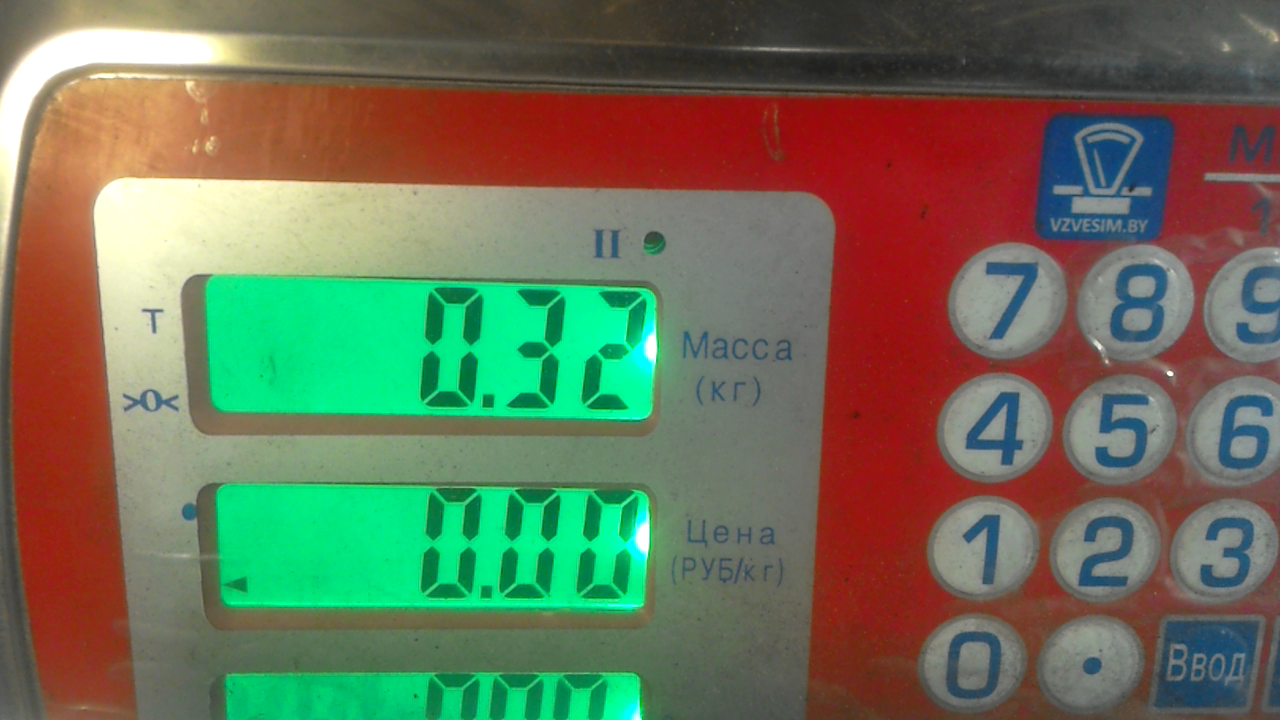 М
1
VZVESIM.BY
II
T
0.32
Масса
(кг)
>0<
7 8 9
4 5 6
0.00
Цена
(РУБ/кг)
1 2 3
0 • Ввод